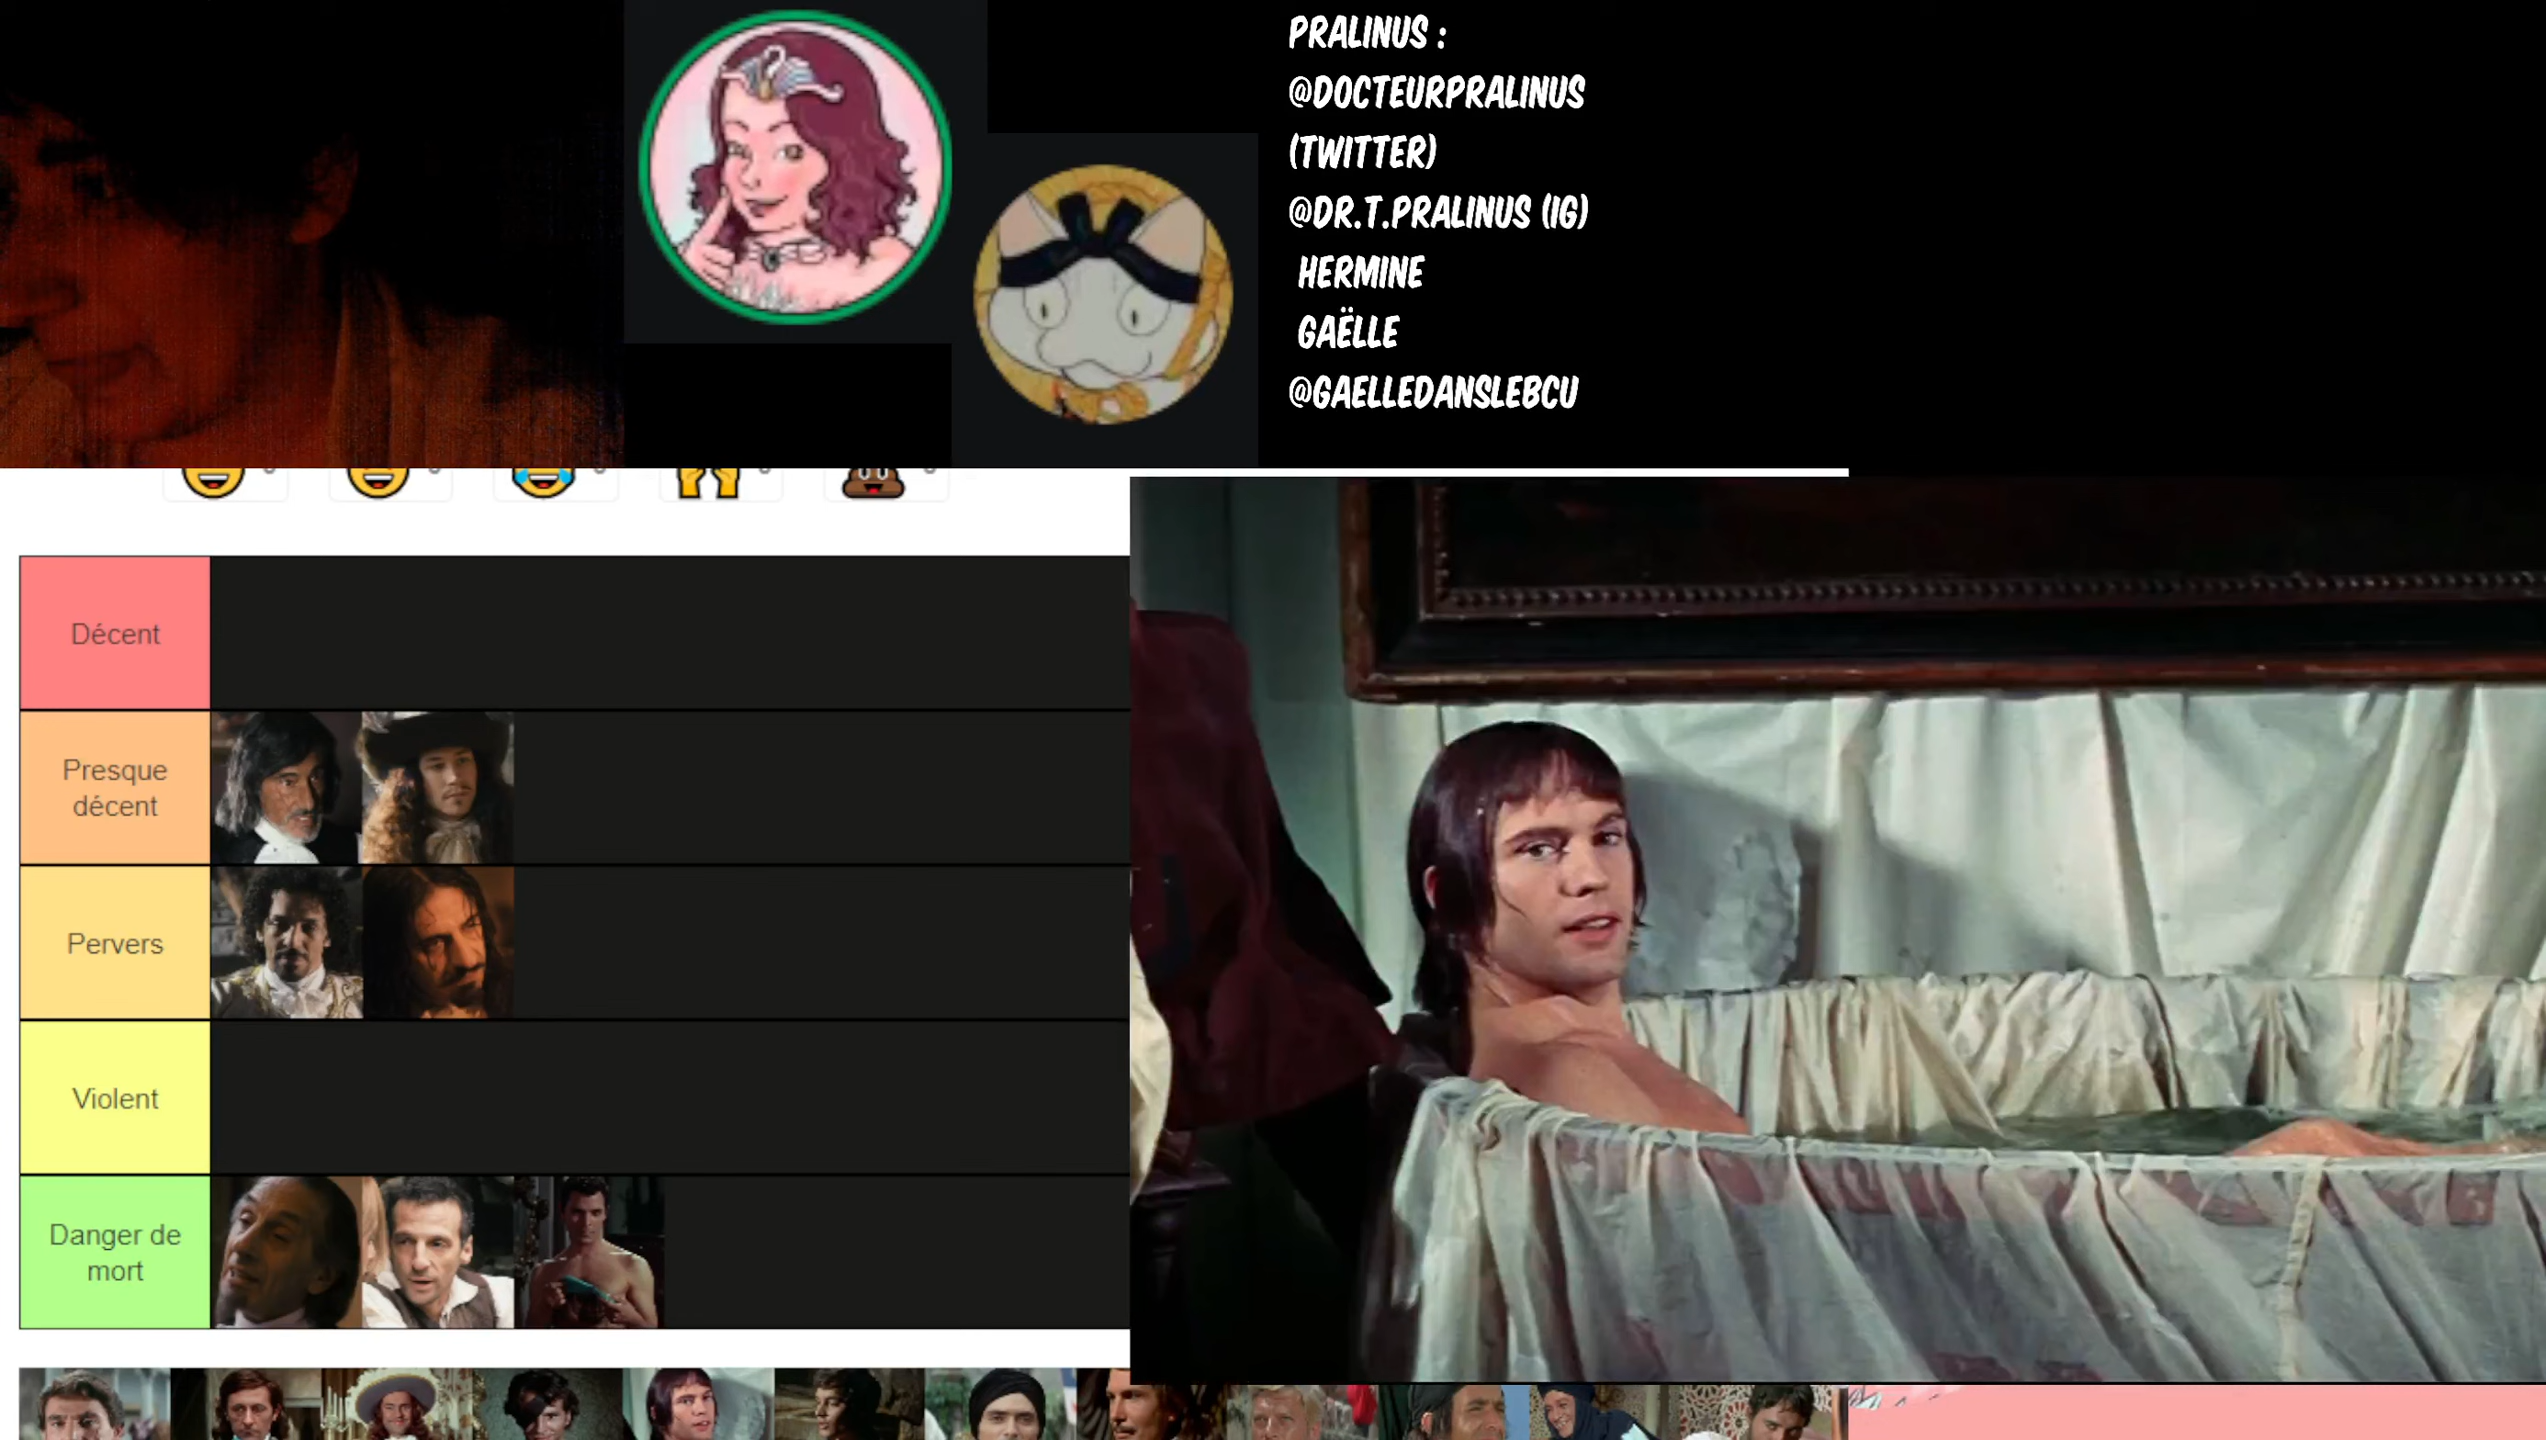 PRALINUS :
@DOCTEURPRALINUS
(TWITTER)
@DR.T.PRALINUS (IG)
HERMINE
GAËLLE
@GAELLEDANSLEBCU
Décent
Presque
décent
Pervers
Violent
Danger de
mort